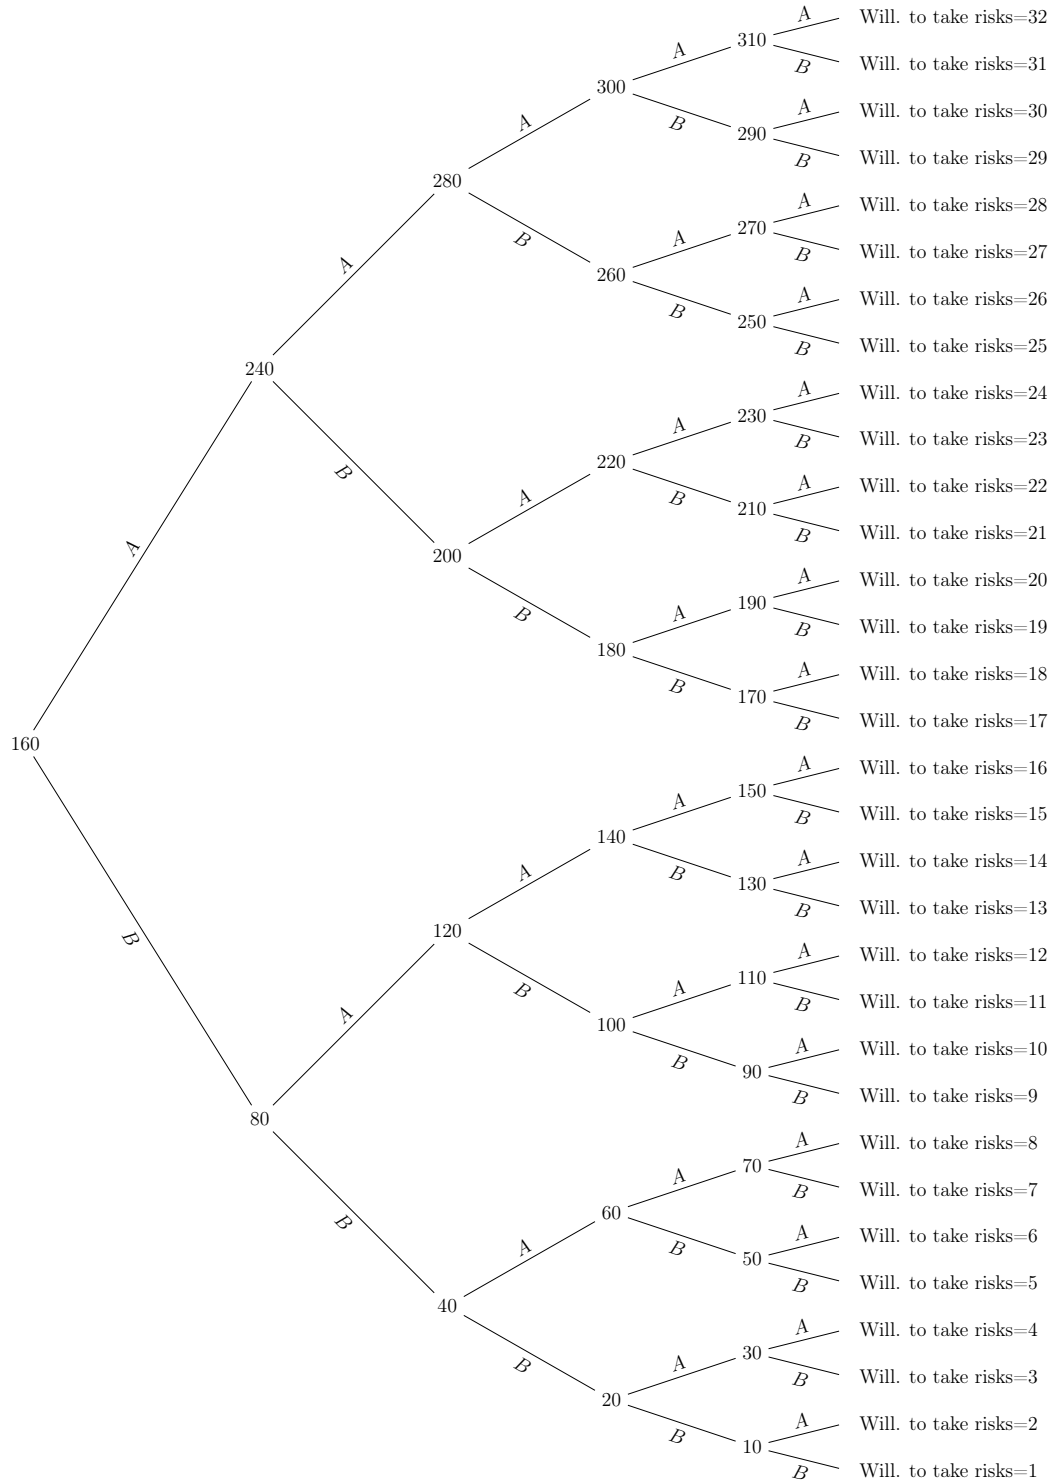 A Will. to take risks=32
310
A B Will. to take risks=31
300
A B A Will. to take risks=30
290
B Will. to take risks=29
280
A B A A Will. to take risks=28
270
B Will. to take risks=27
260
B A Will. to take risks=26
250
B Will. to take risks=25
240
A B A A A Will. to take risks=24
230
B Will. to take risks=23
220
B A Will. to take risks=22
210
B Will. to take risks=21
200
B A A Will. to take risks=20
190
B Will. to take risks=19
180
B A Will. to take risks=18
170
B Will. to take risks=17
160
B A A A A Will. to take risks=16
150
B Will. to take risks=15
140
B A Will. to take risks=14
130
B Will. to take risks=13
120
B A A Will. to take risks=12
110
B Will. to take risks=11
100
B A Will. to take risks=10
90
B Will. to take risks=9
80
B A A A Will. to take risks=8
70
B Will. to take risks=7
60
B A Will. to take risks=6
50
B Will. to take risks=5
40
B A A Will. to take risks=4
30
B Will. to take risks=3
20
B A Will. to take risks=2
10
B Will. to take risks=1